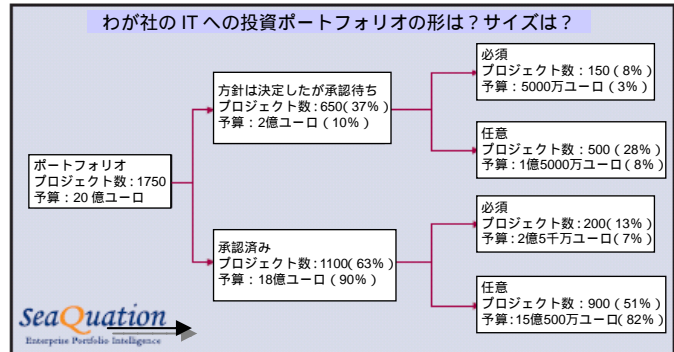 わが社の IT への投資ポートフォリオの形は？サイズは？
ポートフォリオ
プロジェクト数：1750
予算：20 億ユーロ
方針は決定したが承認待ち
プロジェクト数：650(37%)
予算：2億ユーロ（10%）
承認済み
プロジェクト数：1100(63%)
予算：18億ユーロ（90%）
必須
プロジェクト数：150（8%）
予算：5000万ユーロ（3%）
任意
プロジェクト数：500（28%）
予算：1億5000万ユーロ（8%）
必須
プロジェクト数：200（13%）
予算：2億5千万ユーロ（7%）
任意
プロジェクト数：900（51%）
予算：15億500万ユーロ（82%）
SeaQuation
Enterprise Portfolio Intelligence